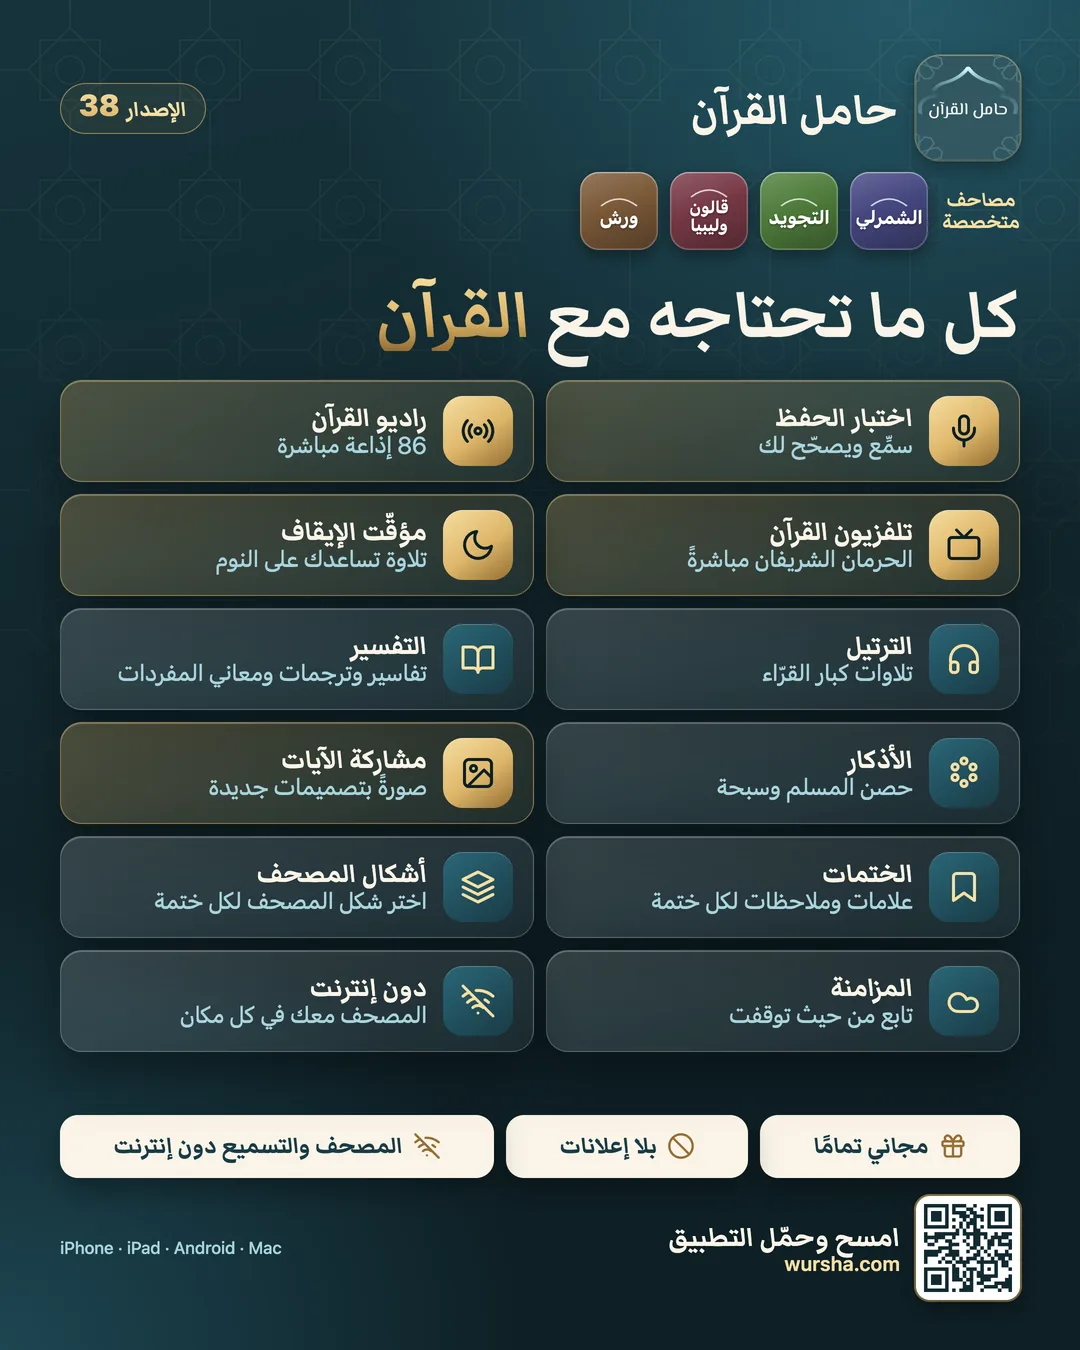 حامل القرآن
حامل القرآن
الإصدار 38
مصاحف
متخصصة
الشمرلي
التجويد
قالون
وليبيا
ورش
كل ما تحتاجه مع القرآن
اختبار الحفظ
سمِّع ويصحّح لك
راديو القرآن
86 إذاعة مباشرة
تلفزيون القرآن
الحرمان الشريفان مباشرةً
مؤقّت الإيقاف
تلاوة تساعدك على النوم
الترتيل
تلاوات كبار القرّاء
التفسير
تفاسير وترجمات ومعاني المفردات
الأذكار
حصن المسلم وسبحة
مشاركة الآيات
صورةً بتصميمات جديدة
الختمات
علامات وملاحظات لكل ختمة
أشكال المصحف
اختر شكل المصحف لكل ختمة
المزامنة
تابع من حيث توقفت
دون إنترنت
المصحف معك في كل مكان
مجاني تمامًا
بلا إعلانات
المصحف والتسميع دون إنترنت
امسح وحمّل التطبيق
wursha.com
iPhone · iPad · Android · Mac